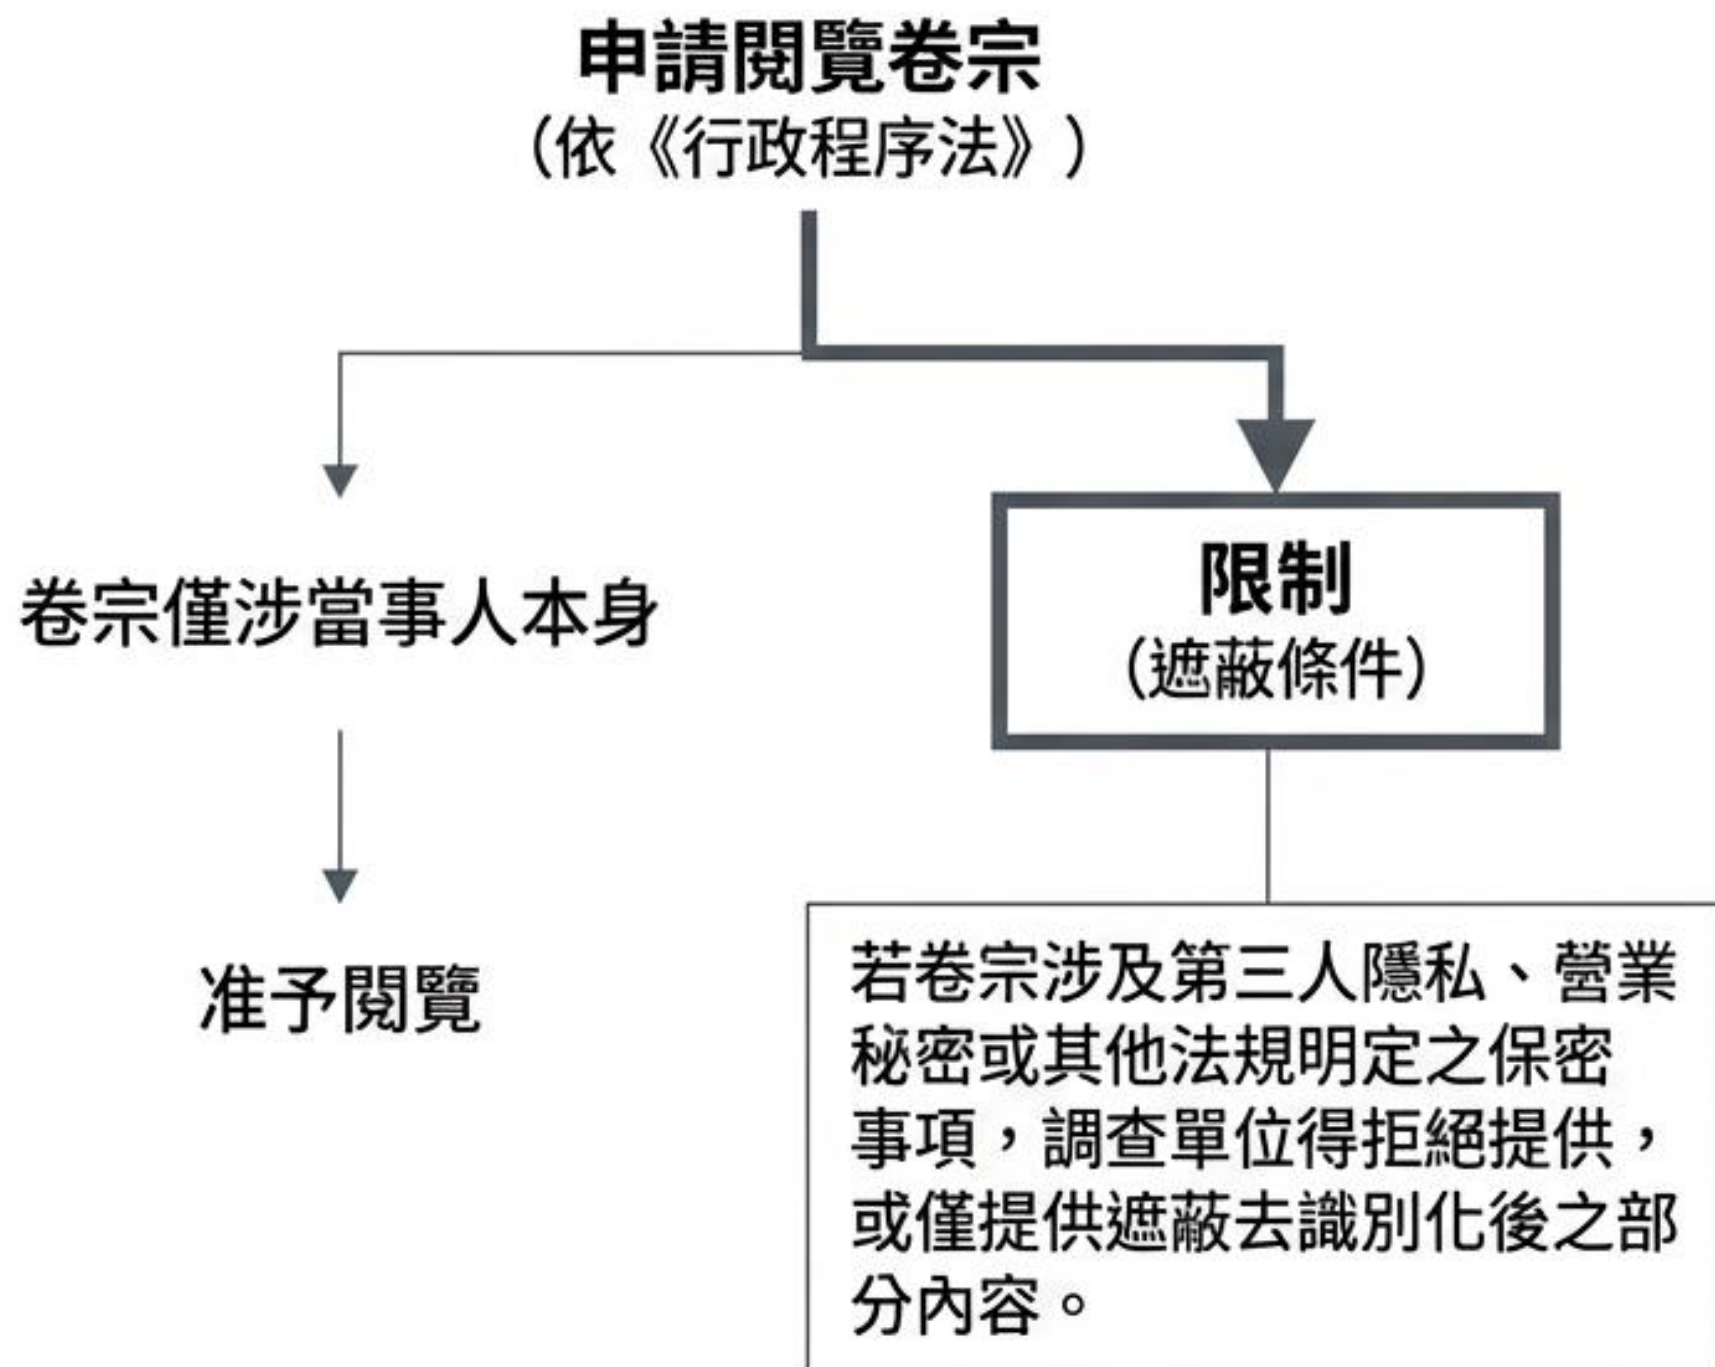 申請閱覽卷宗
（依《行政程序法》）
卷宗僅涉當事人本身
限制
（遮蔽條件）
准予閱覽
若卷宗涉及第三人隱私、營業
秘密或其他法規明定之保密
事項，調查單位得拒絕提供，
或僅提供遮蔽去識別化後之部
分內容。